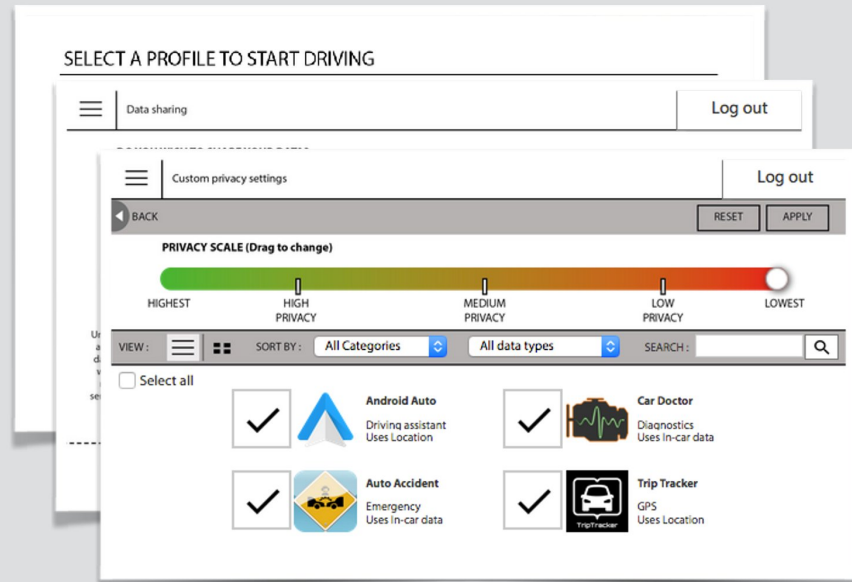 SELECT A PROFILE TO START DRIVING
Data sharing
Log out
Custom privacy settings
Log out
BACK
RESET
APPLY
PRIVACY SCALE (Drag to change)
HIGHEST
HIGH
PRIVACY
MEDIUM
PRIVACY
LOW
PRIVACY
LOWEST
VIEW :
SORT BY :
All Categories
All data types
SEARCH :
Select all
Android Auto
Driving assistant
Uses Location
Car Doctor
Diagnostics
Uses In-car data
Auto Accident
Emergency
Uses In-car data
TripTracker
Trip Tracker
GPS
Uses Location